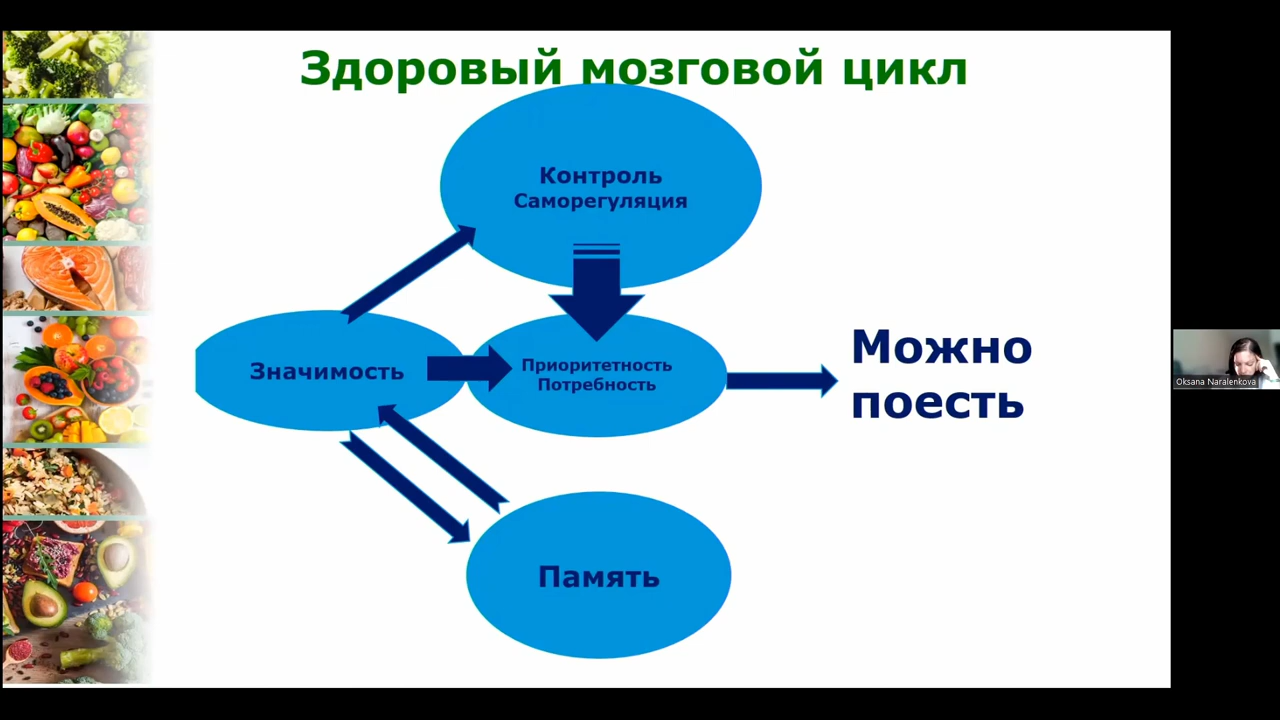 Здоровый мозговой цикл
Контроль
Саморегуляция
Значимость
Приоритетность
Потребность
Можно
поесть
Память
Oksana Naralenkova